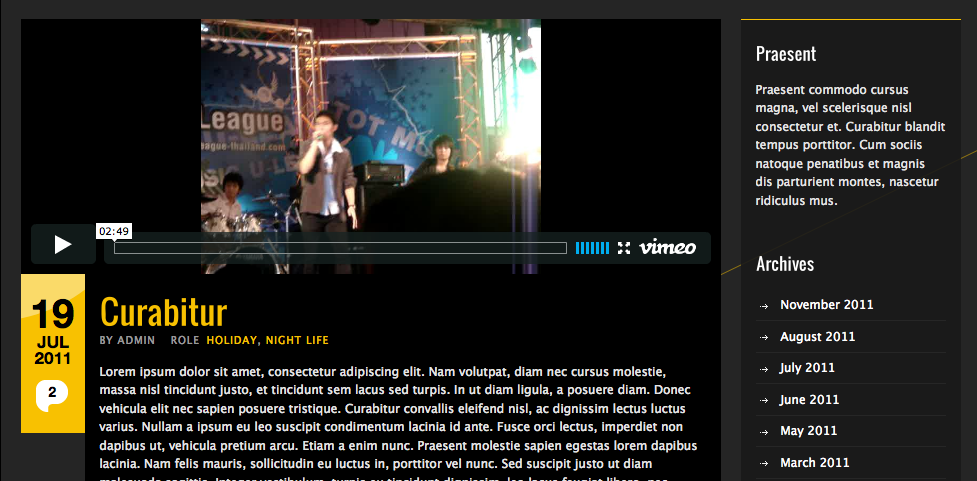 League
league-thailand.com
TOT
02:49
vimeo
19
JUL
2011
2
Curabitur
BY ADMIN ROLE HOLIDAY, NIGHT LIFE
Lorem ipsum dolor sit amet, consectetur adipiscing elit. Nam volutpat, diam nec cursus molestie,
massa nisl tincidunt justo, et tincidunt sem lacus sed turpis. In ut diam ligula, a posuere diam. Donec
vehicula elit nec sapien posuere tristique. Curabitur convallis eleifend nisl, ac dignissim lectus luctus
varius. Nullam a ipsum eu leo suscipit condimentum lacinia id ante. Fusce orci lectus, imperdiet non
dapibus ut, vehicula pretium arcu. Etiam a enim nunc. Praesent molestie sapien egestas lorem dapibus
lacinia. Nam felis mauris, sollicitudin eu luctus in, porttitor vel nunc. Sed suscipit justo ut diam
Praesent
Praesent commodo cursus
magna, vel scelerisque nisl
consectetur et. Curabitur blandit
tempus porttitor. Cum sociis
natoque penatibus et magnis
dis parturient montes, nascetur
ridiculus mus.
Archives
November 2011
August 2011
July 2011
June 2011
May 2011
March 2011